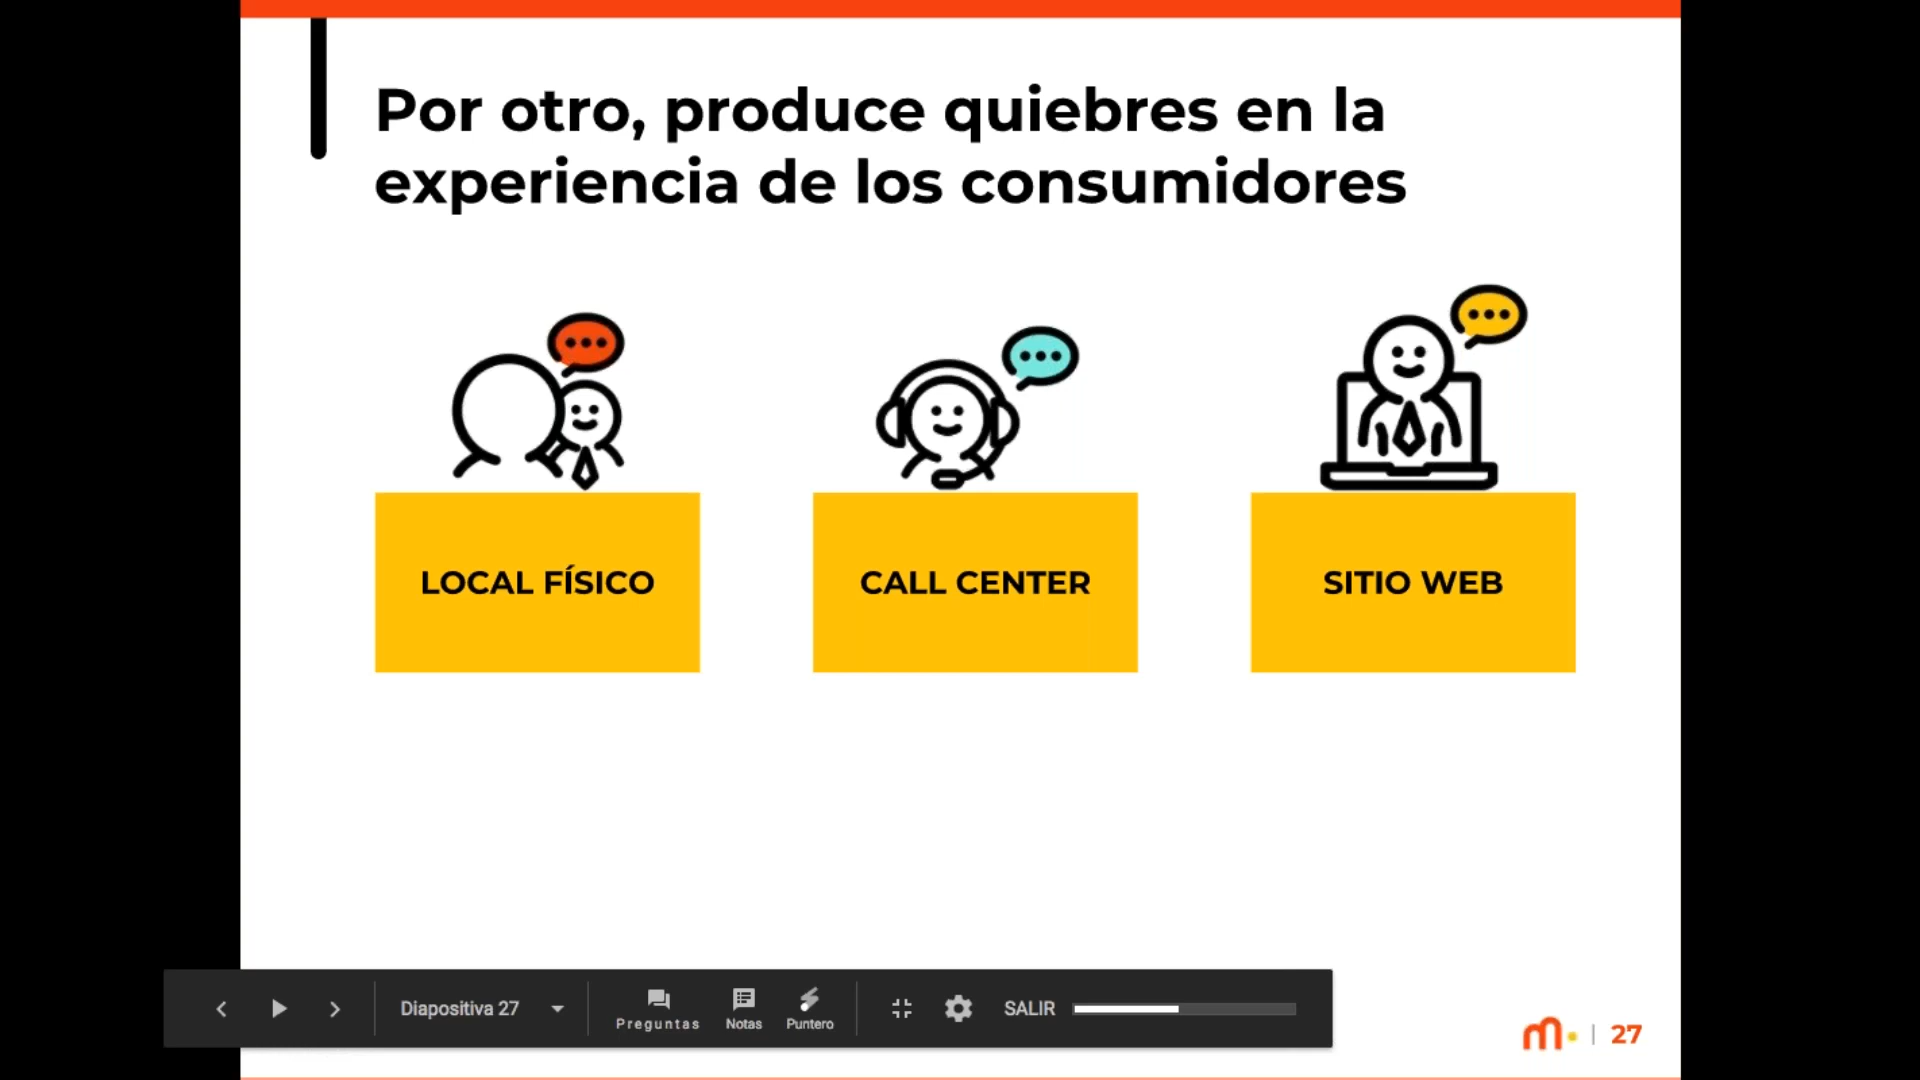 Por otro, produce quiebres en la
experiencia de los consumidores
LOCAL FÍSICO
CALL CENTER
SITIO WEB
Diapositiva 27
Preguntas
Notas
Puntero
SALIR
m. | 27